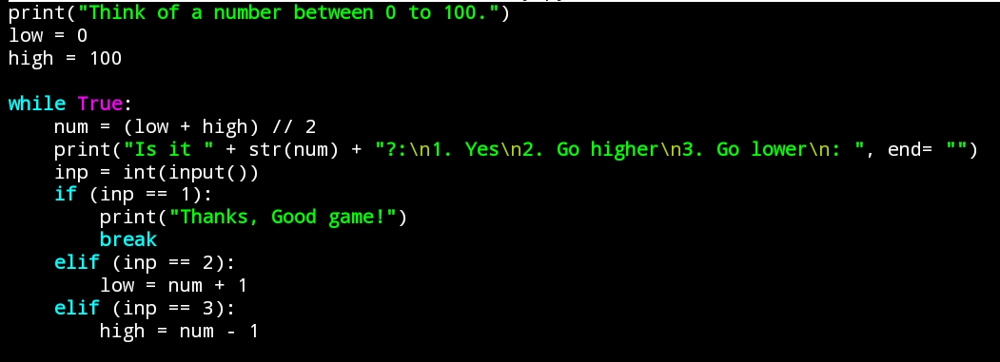 print("Think of a number between 0 to 100.")
low = 0
high = 100
while True:
    num = (low + high) // 2
    print("Is it " + str(num) + "?:\n1. Yes\n2. Go higher\n3. Go lower\n: ", end= "")
    inp = int(input())
    if (inp == 1):
        print("Thanks, Good game!")
        break
    elif (inp == 2):
        low = num + 1
    elif (inp == 3):
        high = num - 1